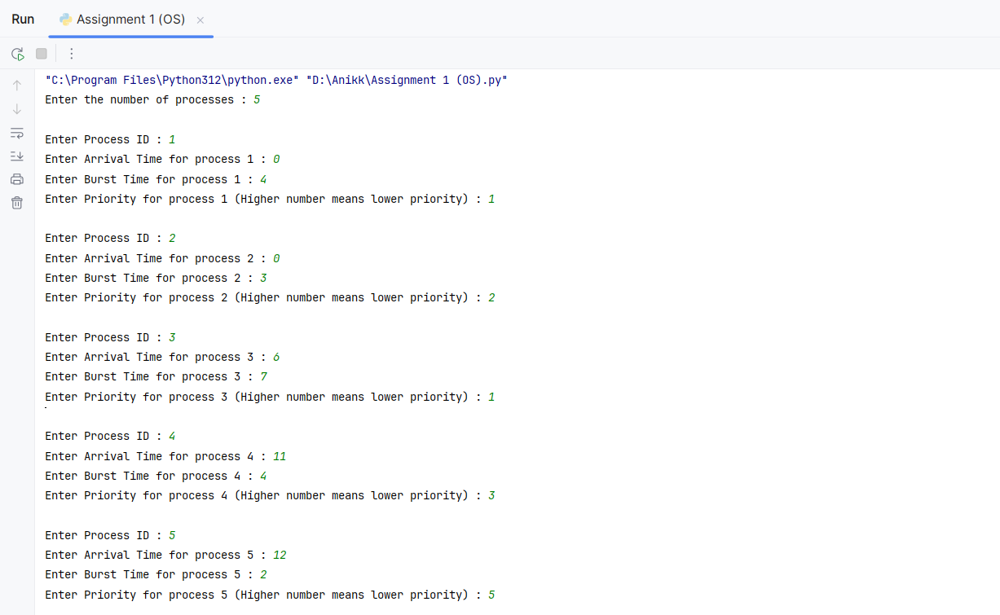 Run Assignment 1 (OS)
"C:\Program Files\Python312\python.exe" "D:\Anikk\Assignment 1 (OS).py"
Enter the number of processes : 5
Enter Process ID : 1
Enter Arrival Time for process 1 : 0
Enter Burst Time for process 1 : 4
Enter Priority for process 1 (Higher number means lower priority) : 1
Enter Process ID : 2
Enter Arrival Time for process 2 : 0
Enter Burst Time for process 2 : 3
Enter Priority for process 2 (Higher number means lower priority) : 2
Enter Process ID : 3
Enter Arrival Time for process 3 : 6
Enter Burst Time for process 3 : 7
Enter Priority for process 3 (Higher number means lower priority) : 1
Enter Process ID : 4
Enter Arrival Time for process 4 : 11
Enter Burst Time for process 4 : 4
Enter Priority for process 4 (Higher number means lower priority) : 3
Enter Process ID : 5
Enter Arrival Time for process 5 : 12
Enter Burst Time for process 5 : 2
Enter Priority for process 5 (Higher number means lower priority) : 5